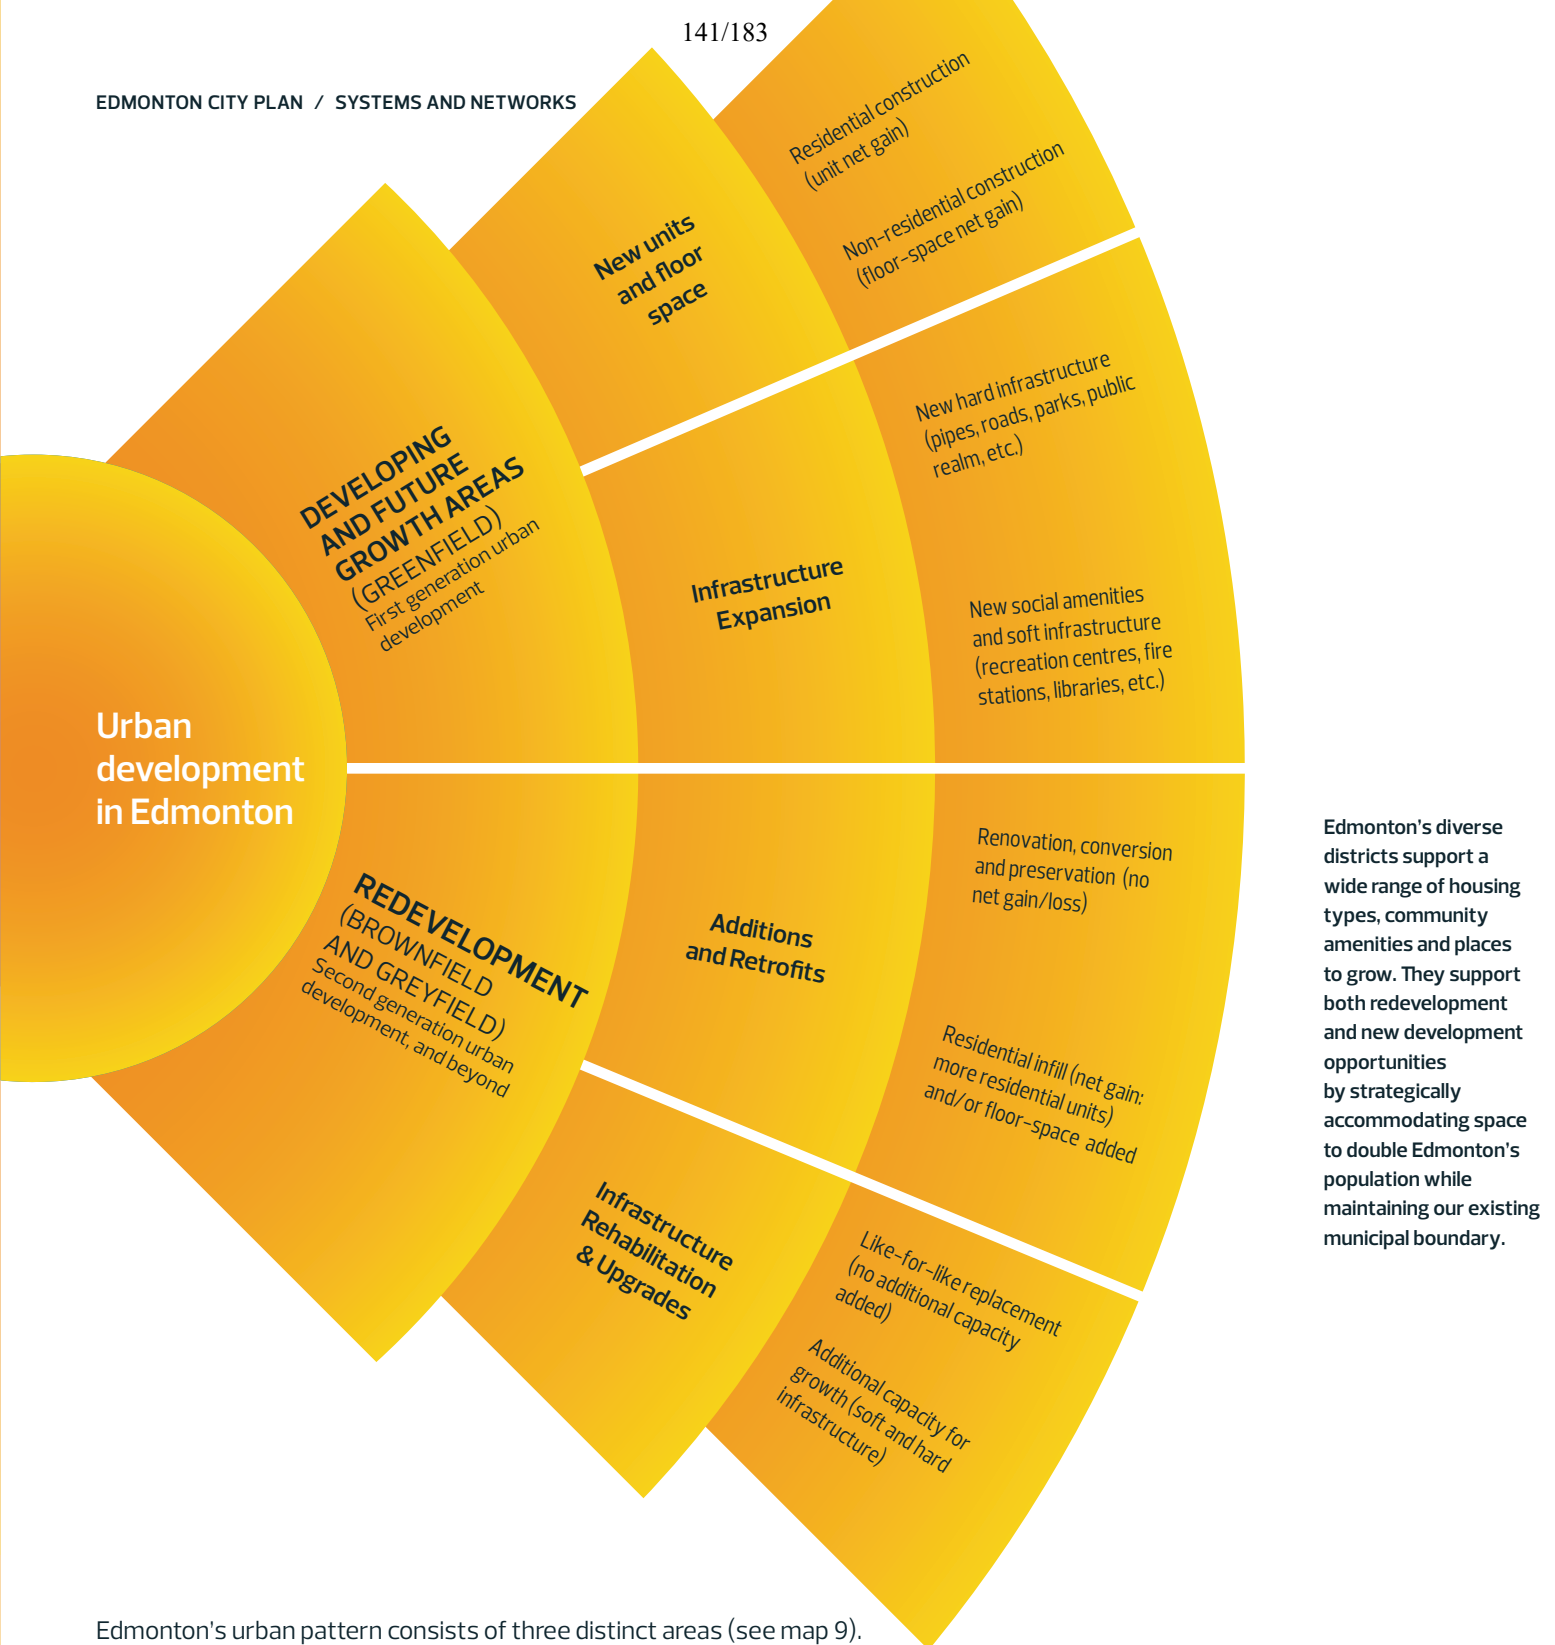 141/183
EDMONTON CITY PLAN / SYSTEMS AND NETWORKS
Urban
development
in Edmonton
DEVELOPING
AND FUTURE
GROWTH AREAS
(GREENFIELD)
First generation urban
development
New units
and floor
space
Residential construction
(unit net gain)
Non-residential construction
(floor-space net gain)
Infrastructure
Expansion
New hard infrastructure
(pipes, roads, parks, public
realm, etc.)
New social amenities
and soft infrastructure
(recreation centres, fire
stations, libraries, etc.)
REDEVELOPMENT
(BROWNFIELD
AND GREYFIELD)
Second generation urban
development, and beyond
Additions
and Retrofits
Renovation, conversion
and preservation (no
net gain/loss)
Residential infill (net gain:
more residential units)
and/or floor-space added
Infrastructure
Rehabilitation
& Upgrades
Like-for-like replacement
(no additional capacity
added)
Additional capacity for
growth (soft and hard
infrastructure)
Edmonton's diverse
districts support a
wide range of housing
types, community
amenities and places
to grow. They support
both redevelopment
and new development
opportunities
by strategically
accommodating space
to double Edmonton's
population while
maintaining our existing
municipal boundary.
Edmonton's urban pattern consists of three distinct areas (see map 9).